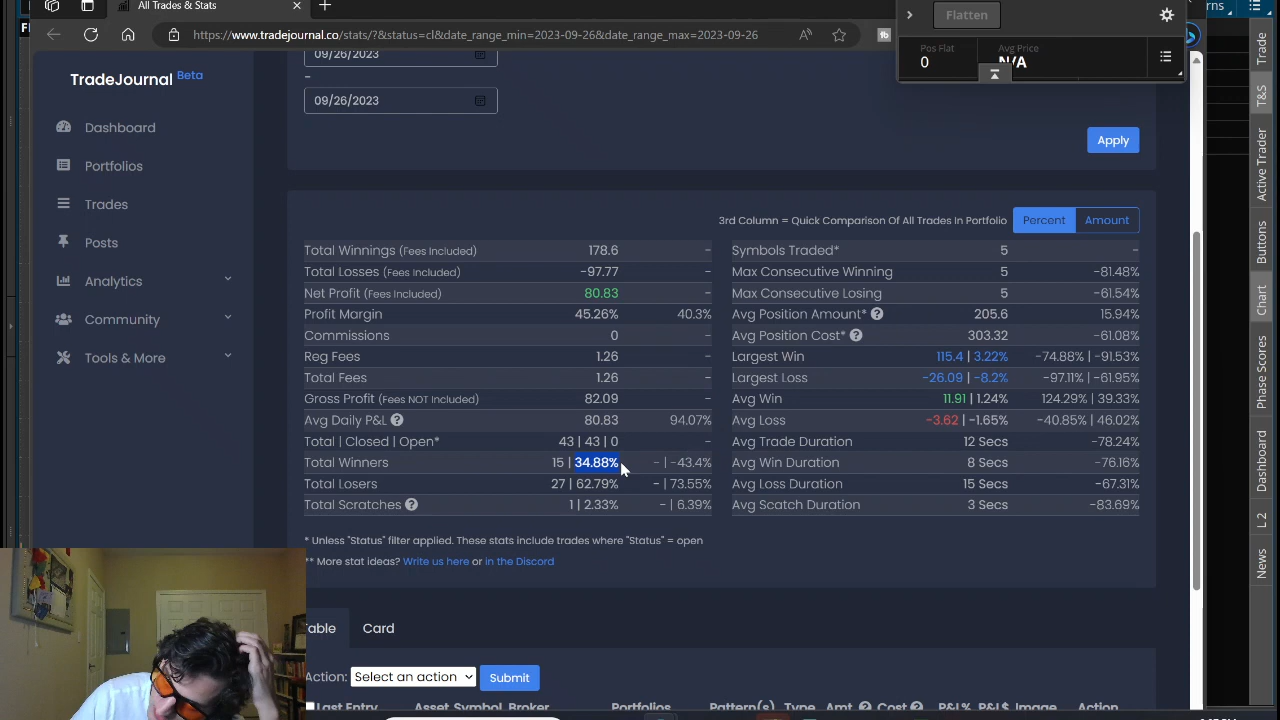 All Trades & Stats
Flatten
https://www.tradejournal.co/stats/?&status=cl&date_range_min=2023-09-26&date_range_max=2023-09-26
Pos Flat
0
Avg Price
N/A
TradeJournal Beta
Dashboard
Portfolios
Trades
Posts
Analytics
Community
Tools & More
09/26/2023
–
09/26/2023
Apply
3rd Column = Quick Comparison Of All Trades In Portfolio
Percent
Amount
Total Winnings (Fees Included) 178.6 -
Total Losses (Fees Included) -97.77 -
Net Profit (Fees Included) 80.83 -
Profit Margin 45.26% 40.3%
Commissions 0 -
Reg Fees 1.26 -
Total Fees 1.26 -
Gross Profit (Fees NOT Included) 82.09 -
Avg Daily P&L 80.83 94.07%
Total | Closed | Open* 43 | 43 | 0 -
Total Winners 15 | 34.88% - | -43.4%
Total Losers 27 | 62.79% - | 73.55%
Total Scratches 1 | 2.33% - | 6.39%
Symbols Traded* 5 -
Max Consecutive Winning 5 -81.48%
Max Consecutive Losing 5 -61.54%
Avg Position Amount* 205.6 15.94%
Avg Position Cost* 303.32 -61.08%
Largest Win 115.4 | 3.22% -74.88% | -91.53%
Largest Loss -26.09 | -8.2% -97.11% | -61.95%
Avg Win 11.91 | 1.24% 124.29% | 39.33%
Avg Loss -3.62 | -1.65% -40.85% | 46.02%
Avg Trade Duration 12 Secs -78.24%
Avg Win Duration 8 Secs -76.16%
Avg Loss Duration 15 Secs -67.31%
Avg Scatch Duration 3 Secs -83.69%
* Unless "Status" filter applied. These stats include trades where "Status" = open
** More stat ideas? Write us here or in the Discord
Card
Action: Select an action Submit
Last Entry Asset Symbol Broker Portfolios Pattern(s) Type Amt Cost P&L% P&L$ Image Action
Trade
T&S
Active Trader
Buttons
Chart
Phase Scores
Dashboard
L 2
News